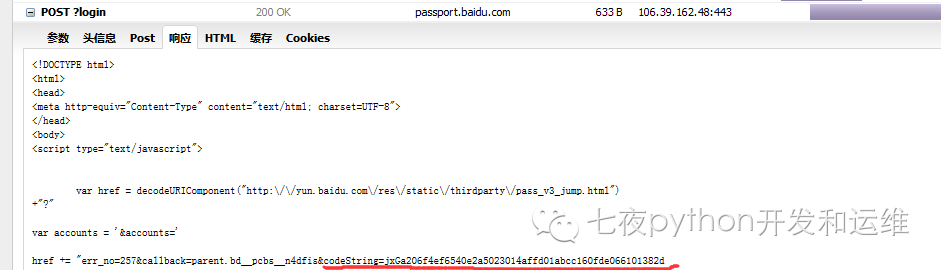 POST ?login 200 OK passport.baidu.com 633 B 106.39.162.48:443
参数 头信息 Post 响应 HTML 缓存 Cookies
<!DOCTYPE html>
<html>
<head>
<meta http-equiv="Content-Type" content="text/html; charset=UTF-8">
</head>
<body>
<script type="text/javascript">
var href = decodeURIComponent("http:\/\/yun.baidu.com\/res\/static\/thirdparty\/pass_v3_jump.html")
+"?"
var accounts = '&accounts='
href += "err_no=257&callback=parent.bd__pcbs__n4dfis&codeString=jxGa206f4ef6540e2a5023014affd01abcc160fde066101382d
七夜python开发和运维